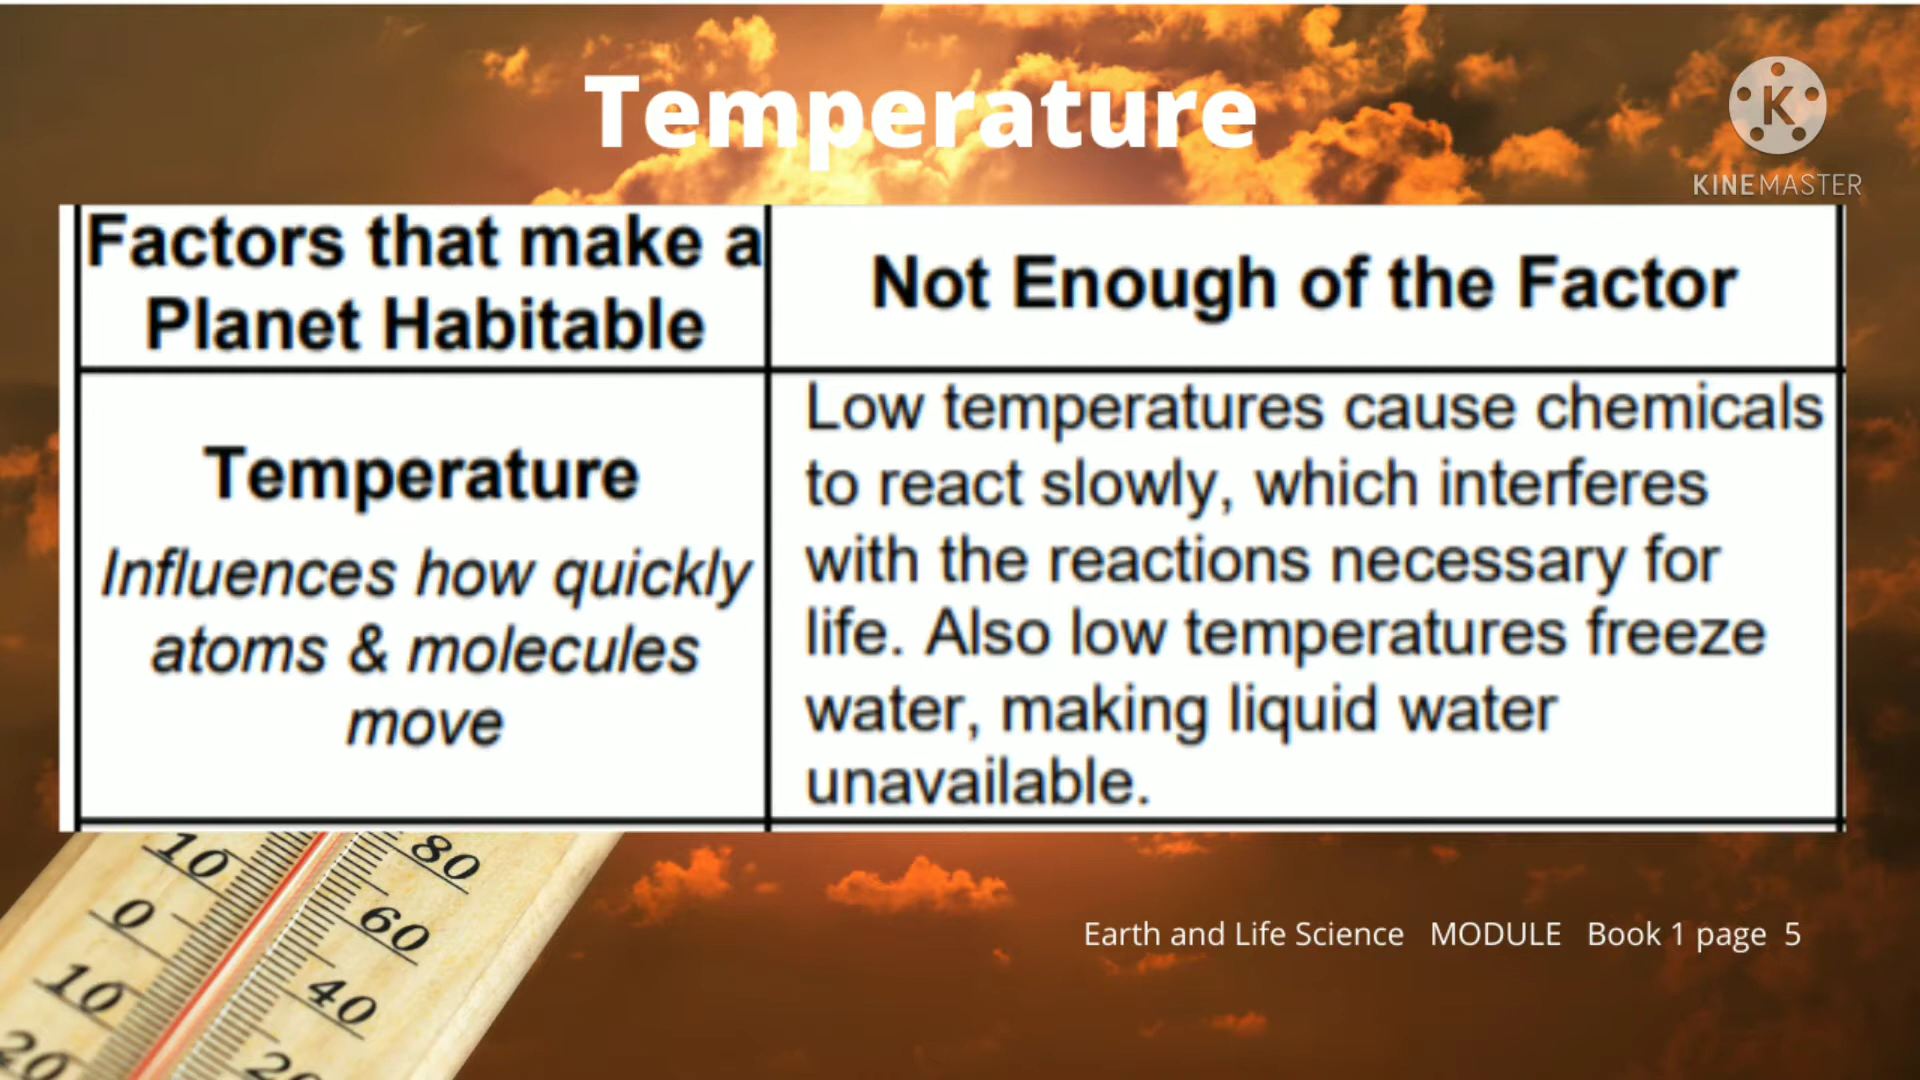 Temperature
K
KINEMASTER
Factors that make a
Planet Habitable
Not Enough of the Factor
Temperature
Influences how quickly
atoms & molecules
move
Low temperatures cause chemicals
to react slowly, which interferes
with the reactions necessary for
life. Also low temperatures freeze
water, making liquid water
unavailable.
10
0
10
20
80
60
40
20
Earth and Life Science MODULE Book 1 page 5